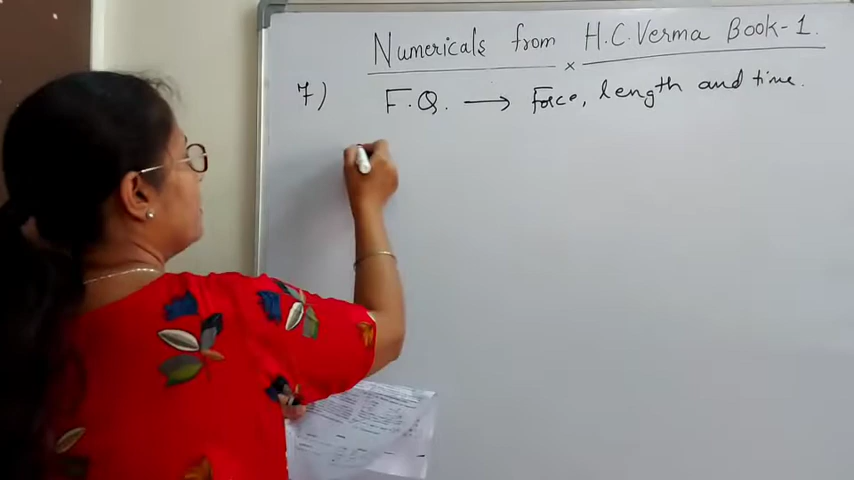 Numericals from H.C.Verma Book-1.
7) F.Q. → Force, length and time.